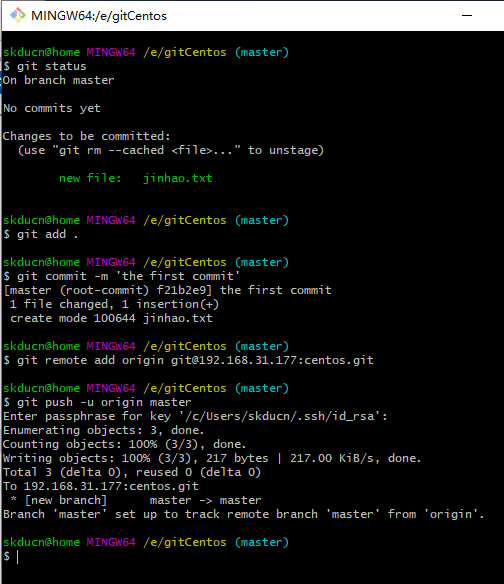 MINGW64:/e/gitCentos
skducn@home MINGW64 /e/gitCentos (master)
$ git status
On branch master
No commits yet
Changes to be committed:
(use "git rm --cached <file>..." to unstage)
new file:   jinhao.txt
skducn@home MINGW64 /e/gitCentos (master)
$ git add .
skducn@home MINGW64 /e/gitCentos (master)
$ git commit -m 'the first commit'
[master (root-commit) f21b2e9] the first commit
1 file changed, 1 insertion(+)
create mode 100644 jinhao.txt
skducn@home MINGW64 /e/gitCentos (master)
$ git remote add origin git@192.168.31.177:centos.git
skducn@home MINGW64 /e/gitCentos (master)
$ git push -u origin master
Enter passphrase for key '/c/Users/skducn/.ssh/id_rsa':
Enumerating objects: 3, done.
Counting objects: 100% (3/3), done.
Writing objects: 100% (3/3), 217 bytes | 217.00 KiB/s, done.
Total 3 (delta 0), reused 0 (delta 0)
To 192.168.31.177:centos.git
* [new branch]      master -> master
Branch 'master' set up to track remote branch 'master' from 'origin'.
skducn@home MINGW64 /e/gitCentos (master)
$